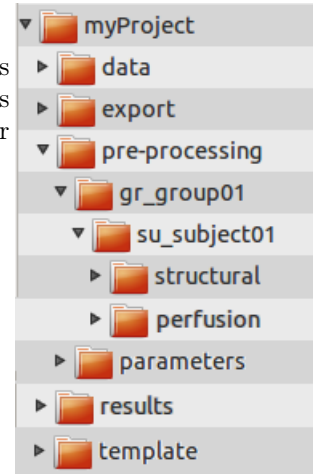 myProject
s
data
s
export
r
pre-processing
gr_group01
su_subject01
structural
perfusion
parameters
results
template